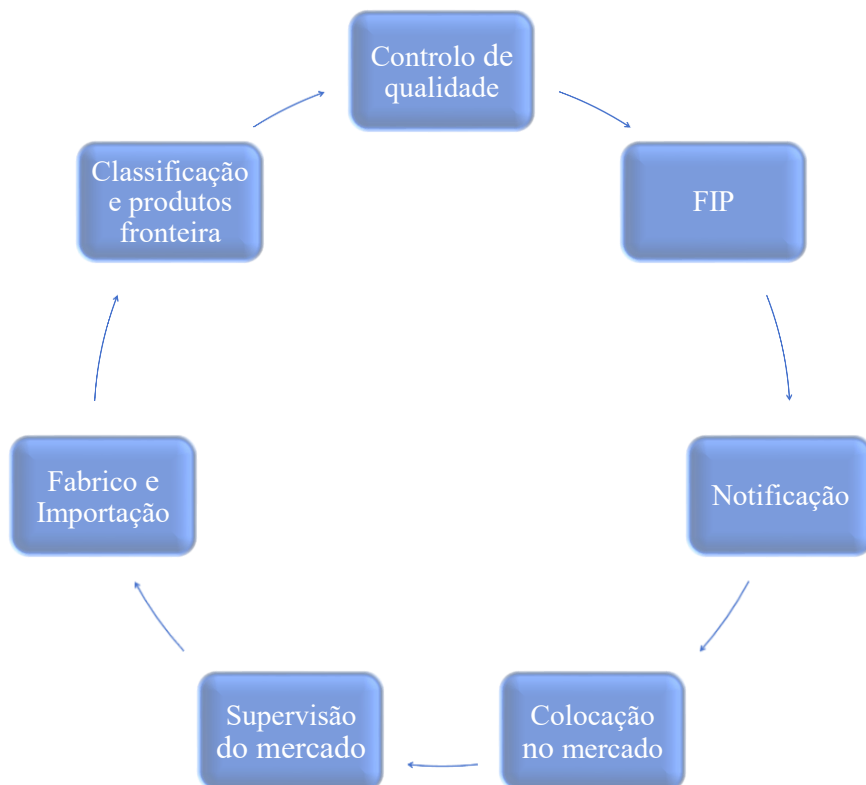 Controlo de
qualidade
FIP
Notificação
Colocação
no mercado
Supervisão
do mercado
Fabrico e
Importação
Classificação
e produtos
fronteira